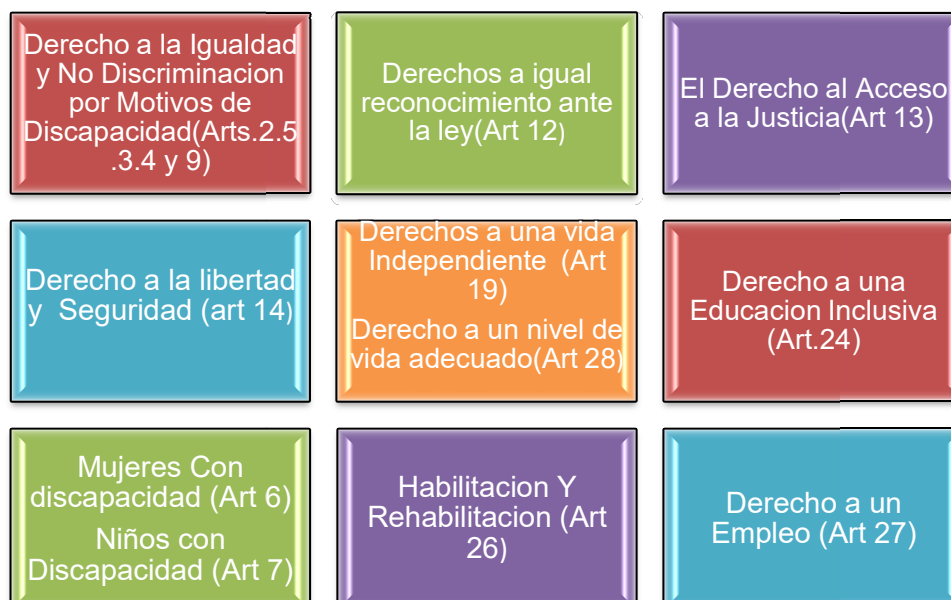 Derecho a la Igualdad
y No Discriminacion
por Motivos de
Discapacidad(Arts.2.5
.3.4 y 9)
Derechos a igual
reconocimiento ante
la ley(Art 12)
El Derecho al Acceso
a la Justicia(Art 13)
Derecho a la libertad
y Seguridad (art 14)
Derechos a una vida
Independiente (Art
19)
Derecho a un nivel de
vida adecuado(Art 28)
Derecho a una
Educacion Inclusiva
(Art.24)
Mujeres Con
discapacidad (Art 6)
Niños con
Discapacidad (Art 7)
Habilitacion Y
Rehabilitacion (Art
26)
Derecho a un
Empleo (Art 27)